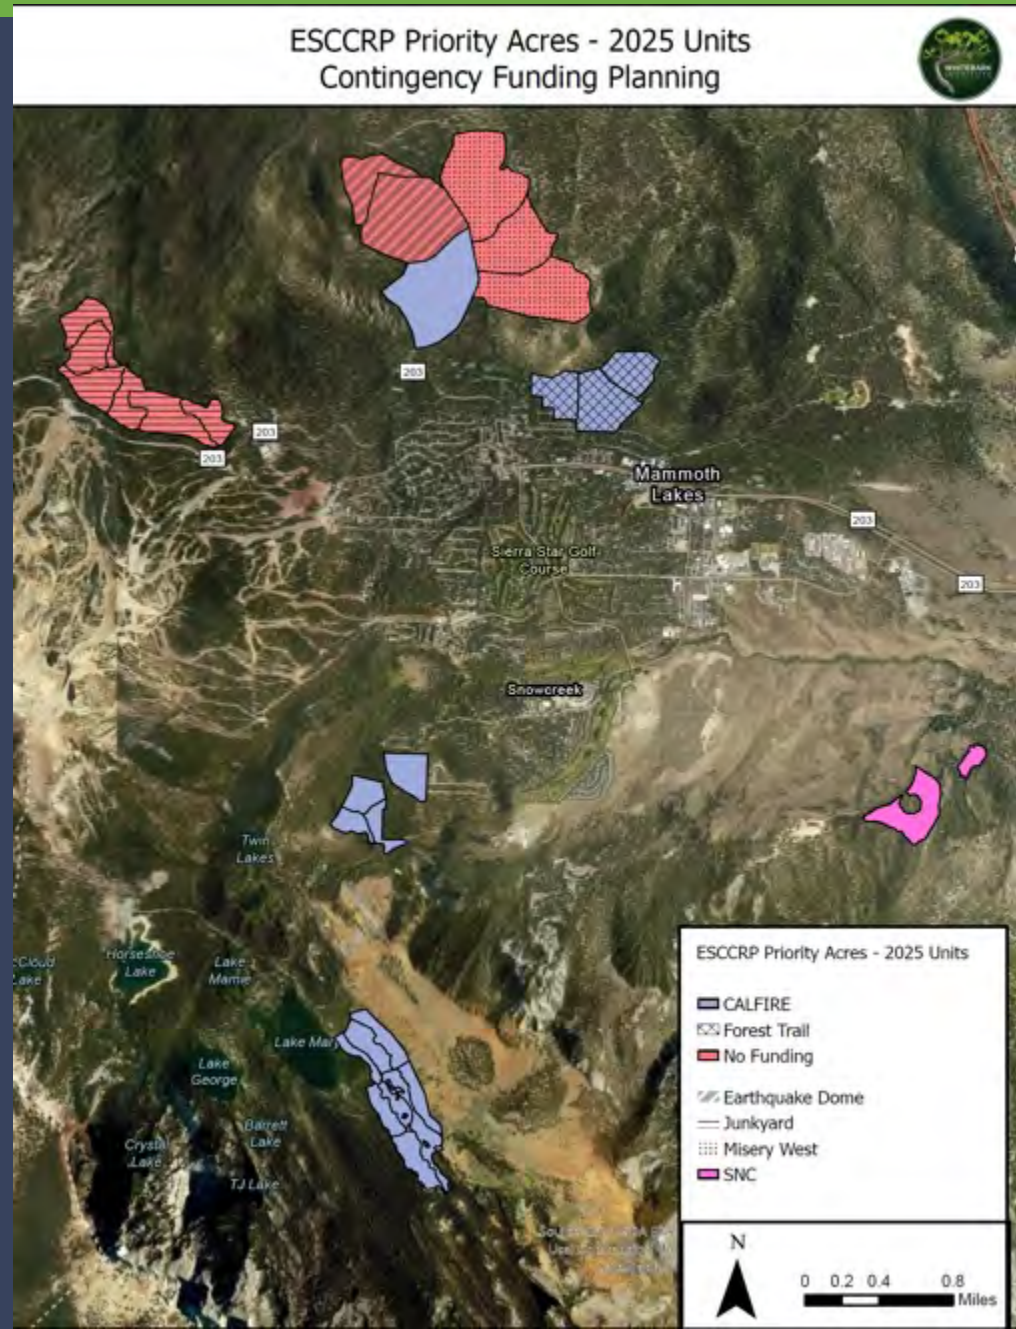 ESCCRP Priority Acres - 2025 Units
Contingency Funding Planning
WHITEBARK
203
203
203
Mammoth
Lakes
203
Sierra Star Golf
Course
203
Snowcreek
Twin
Lakes
Horseshoe
Lake
Lake
Mamie
Lake
Lake Mary
Lake
George
Barrett
Lake
Crystal
Lake
TJ Lake
ESCCRP Priority Acres - 2025 Units
CALFIRE
Forest Trail
No Funding
Earthquake Dome
Junkyard
Misery West
SNC
N
0 0.2 0.4 0.8
Miles